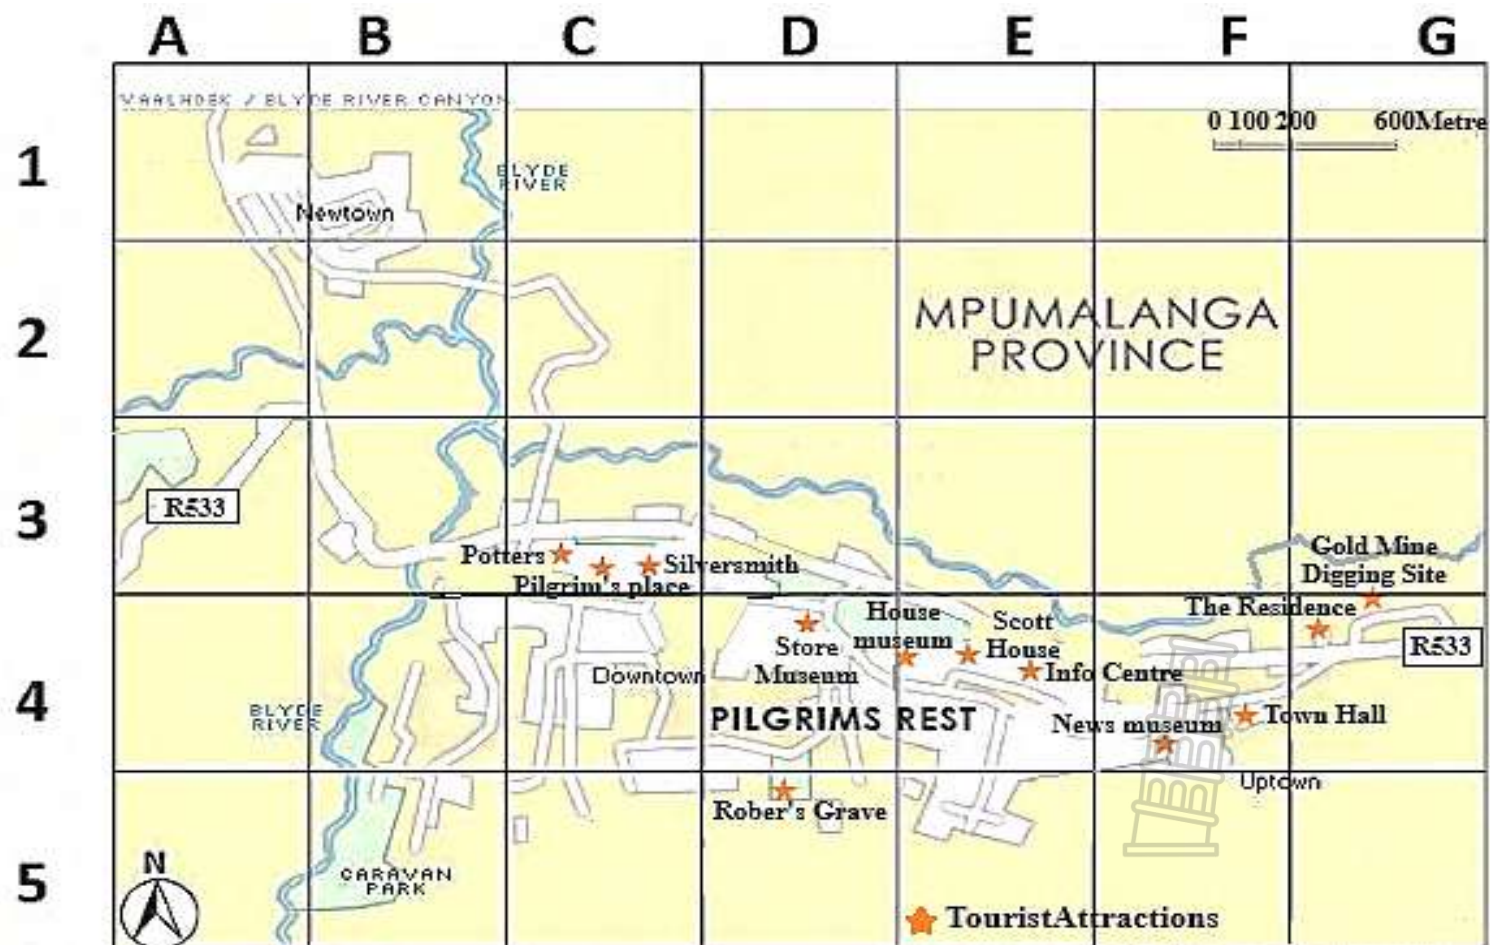 A B C D E F G
VAALHOEK / BLYDE RIVER CANYON
0 100 200 600Metre
1
BLYDE
RIVER
Newtown
MPUMALANGA
PROVINCE
2
R533
3
Potters
Silversmith
Pilgrim's place
Gold Mine
Digging Site
The Residence
House
museum
Scott
House
Store
Museum
Info Centre
R533
Downtown
4
BLYDE
RIVER
PILGRIMS REST
News museum
Town Hall
Uptown
Rober's Grave
N
5
CARAVAN
PARK
TouristAttractions